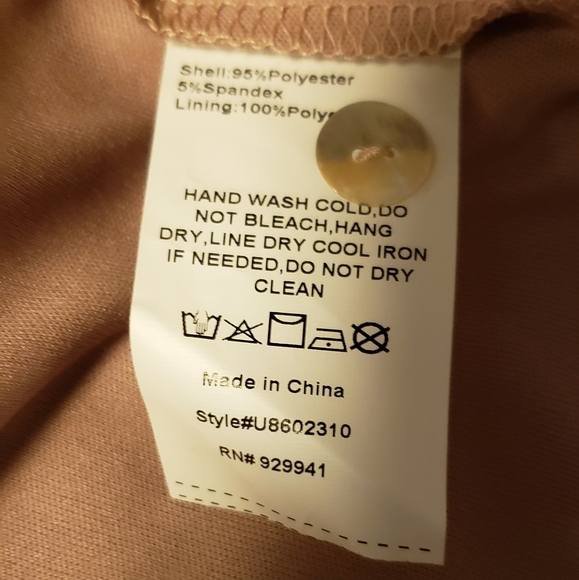 Shell:95%Polyester
5%Spandex
Lining:100%
HAND WASH COLD,DO
NOT BLEACH,HANG
DRY,LINE DRY COOL IRON
IF NEEDED,DO NOT DRY
CLEAN
Made in China
Style#U8602310
RN# 929941